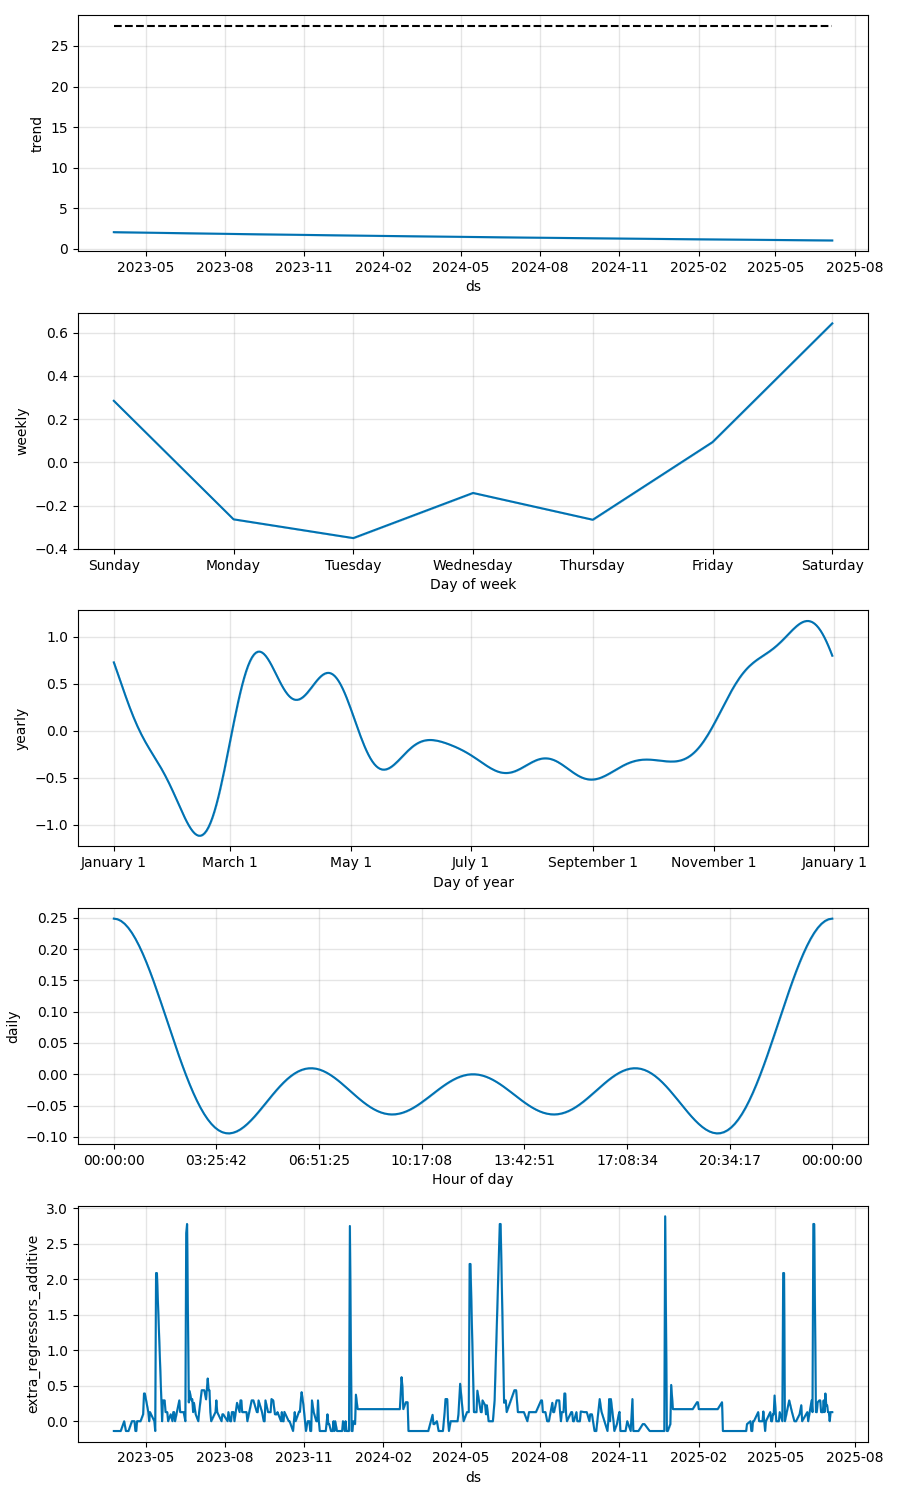 25
20
15
10
5
0
trend
2023-05 2023-08 2023-11 2024-02 2024-05 2024-08 2024-11 2025-02 2025-05 2025-08
ds
0.6
0.4
0.2
0.0
−0.2
−0.4
weekly
Sunday Monday Tuesday Wednesday Thursday Friday Saturday
Day of week
1.0
0.5
0.0
−0.5
−1.0
yearly
January 1 March 1 May 1 July 1 September 1 November 1 January 1
Day of year
0.25
0.20
0.15
0.10
0.05
0.00
−0.05
−0.10
daily
00:00:00 03:25:42 06:51:25 10:17:08 13:42:51 17:08:34 20:34:17 00:00:00
Hour of day
3.0
2.5
2.0
1.5
1.0
0.5
0.0
extra_regressors_additive
2023-05 2023-08 2023-11 2024-02 2024-05 2024-08 2024-11 2025-02 2025-05 2025-08
ds